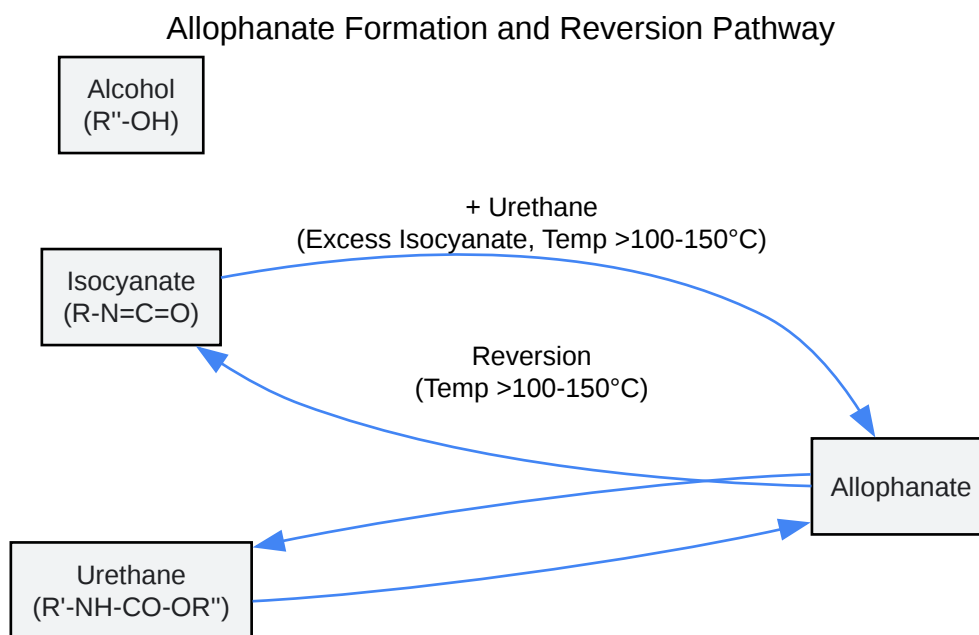 Allophanate Formation and Reversion Pathway
Alcohol
(R''-OH)
+ Urethane
(Excess Isocyanate, Temp >100-150°C)
Isocyanate
(R-N=C=O)
Reversion
(Temp >100-150°C)
Allophanate
Urethane
(R'-NH-CO-OR'')